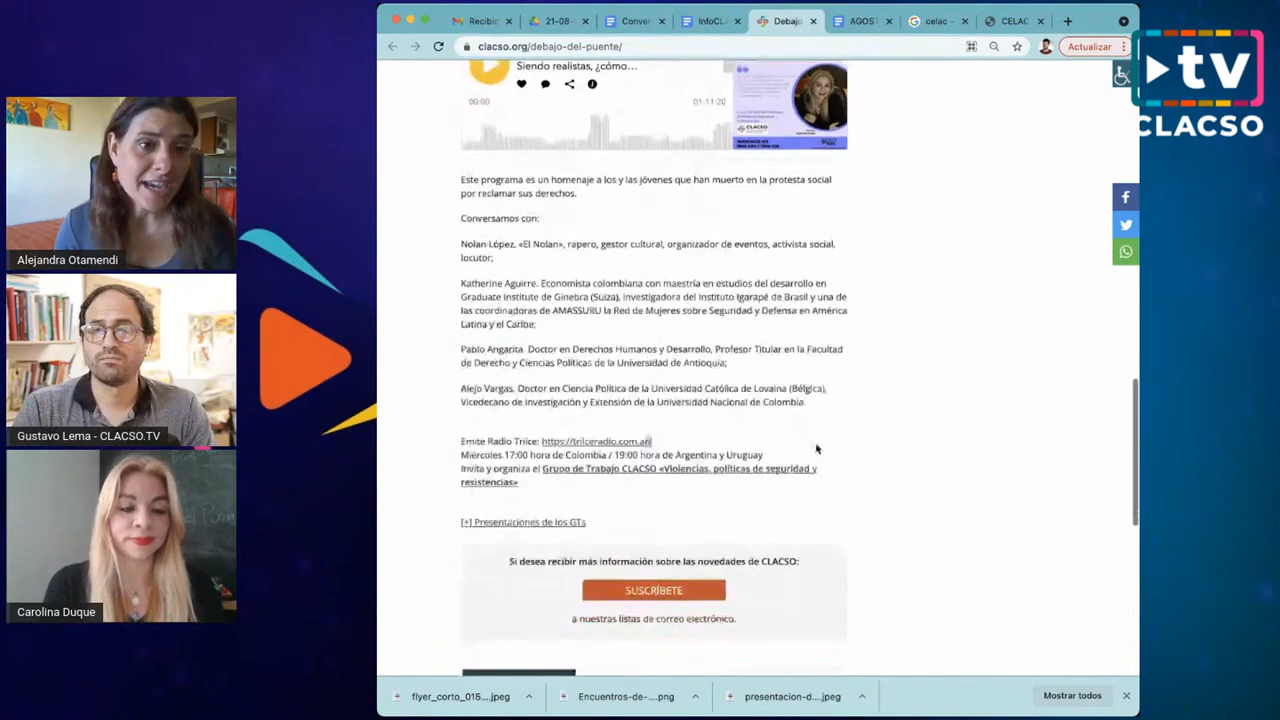 Recibio
21-08-
Conver
InfoCLA
Debajo
AGOST
celac –
CELAC
clacso.org/debajo-del-puente/
Actualizar
Siendo realistas, ¿cómo…
00:00
01:11:20
CLACSO
Este programa es un homenaje a los y las jóvenes que han muerto en la protesta social
por reclamar sus derechos.
Conversamos con:
Nolan López, «El Nolan», rapero, gestor cultural, organizador de eventos, activista social,
locutor;
Katherine Aguirre. Economista colombiana con maestría en estudios del desarrollo en
Graduate Institute de Ginebra (Suiza), investigadora del Instituto Igarapé de Brasil y una de
las coordinadoras de AMASSURU la Red de Mujeres sobre Seguridad y Defensa en América
Latina y el Caribe;
Pablo Angarita. Doctor en Derechos Humanos y Desarrollo, Profesor Titular en la Facultad
de Derecho y Ciencias Políticas de la Universidad de Antioquia;
Alejo Vargas. Doctor en Ciencia Política de la Universidad Católica de Lovaina (Bélgica),
Vicedecano de Investigación y Extensión de la Universidad Nacional de Colombia.
Emite Radio Trilce: https://trilceradio.com.ar/
Miércoles 17:00 hora de Colombia / 19:00 hora de Argentina y Uruguay
Invita y organiza el Grupo de Trabajo CLACSO «Violencias, políticas de seguridad y
resistencias»
[+] Presentaciones de los GTs
Si desea recibir más información sobre las novedades de CLACSO:
SUSCRÍBETE
a nuestras listas de correo electrónico.
flyer_corto_015....jpeg
Encuentros-de-....png
presentacion-d....jpeg
Mostrar todos
tv
CLACSO
Alejandra Otamendi
Gustavo Lema - CLACSO.TV
Carolina Duque